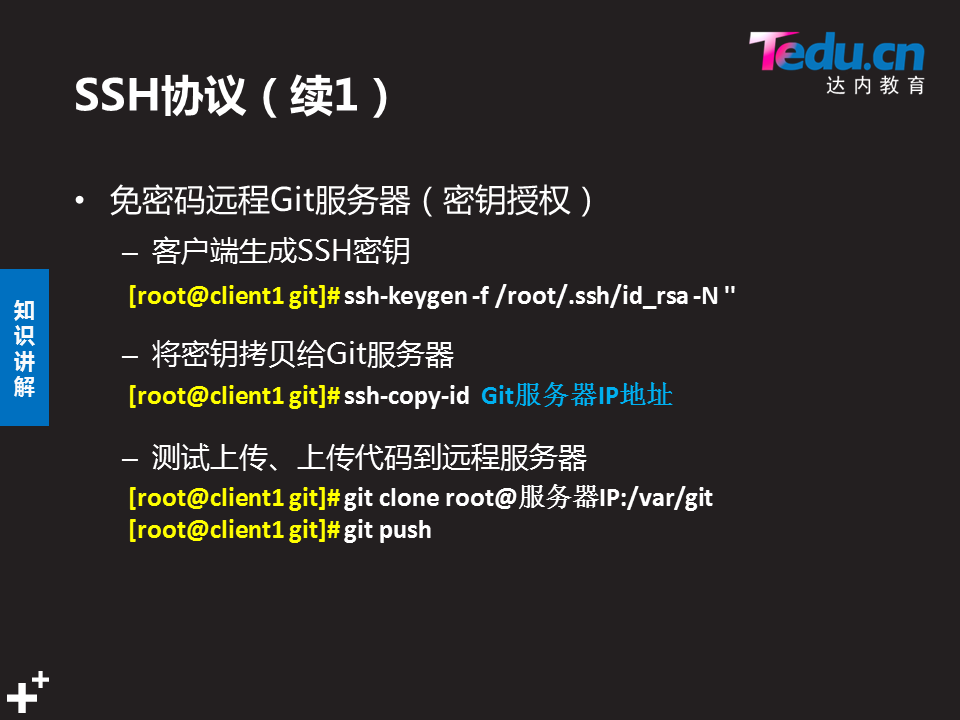 Tedu.cn
达内教育
SSH协议（续1）
• 免密码远程Git服务器（密钥授权）
– 客户端生成SSH密钥
[root@client1 git]# ssh-keygen -f /root/.ssh/id_rsa -N ''
– 将密钥拷贝给Git服务器
[root@client1 git]# ssh-copy-id Git服务器IP地址
– 测试上传、上传代码到远程服务器
[root@client1 git]# git clone root@服务器IP:/var/git
[root@client1 git]# git push
知识讲解